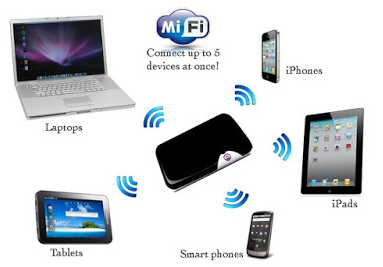 MiFi
Connect up to 5
devices at once!
iPhones
Laptops
iPads
Tablets
Smart phones